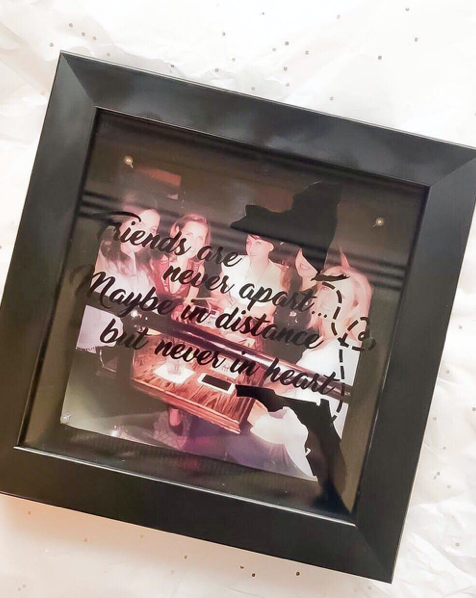 Friends are
never apart...
Maybe in distance
but never in heart